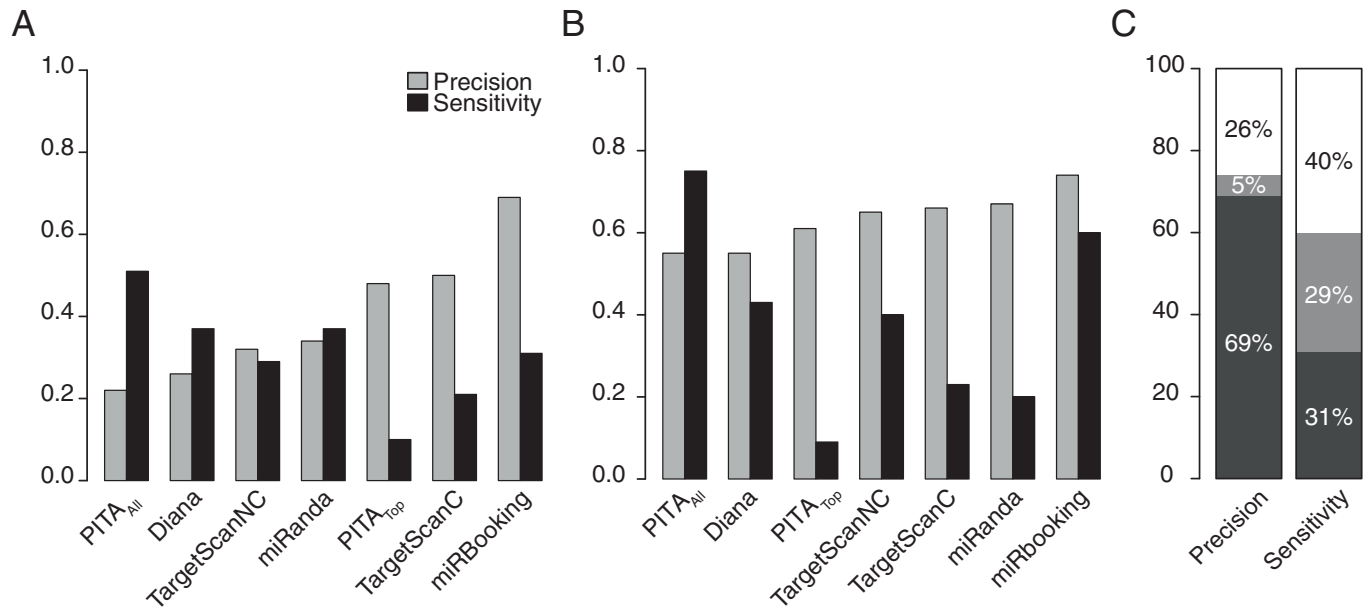 A
1.0
0.8
0.6
0.4
0.2
0.0
Precision
Sensitivity
PITA All
Diana
TargetScanNC
miRanda
PITA Top
TargetScanC
miRBooking
B
1.0
0.8
0.6
0.4
0.2
0.0
PITA All
Diana
PITA Top
TargetScanNC
TargetScanC
miRanda
miRbooking
C
100
80
60
40
20
0
26%
5%
69%
40%
29%
31%
Precision
Sensitivity